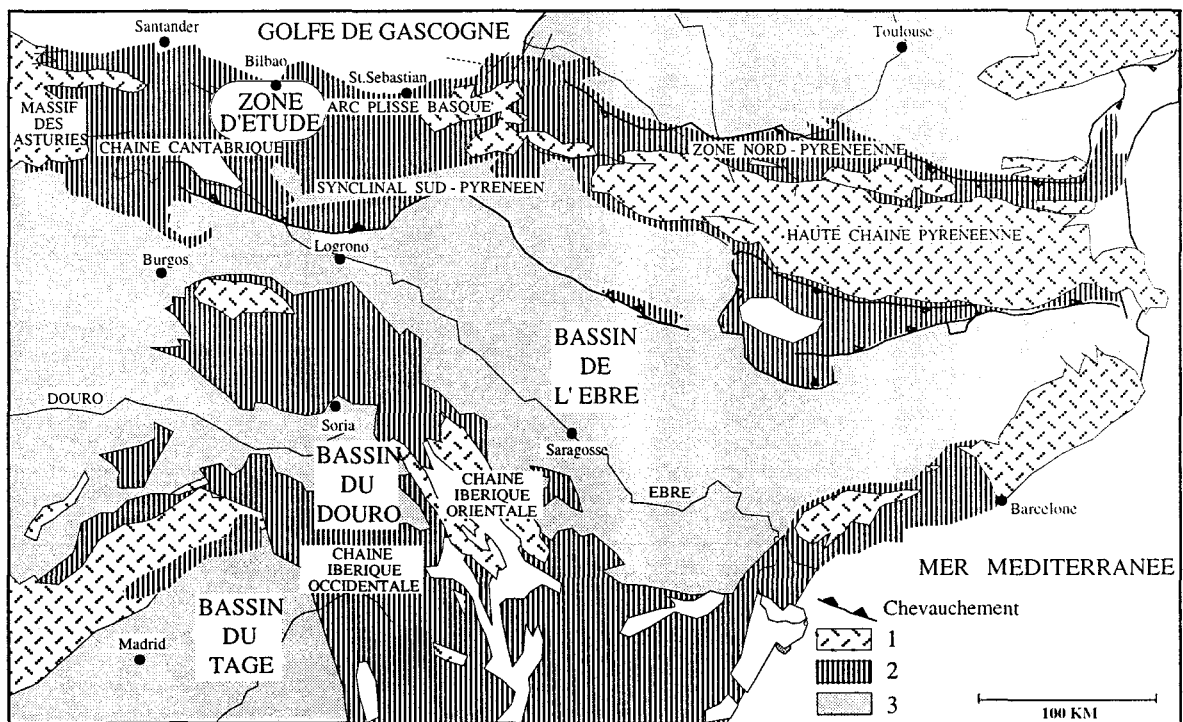 Santander
GOLFE DE GASCOGNE
Toulouse
Bilbao
St.Sebastian
ZONE
D'ETUDE
ARC PLISSE BASQUE
MASSIF
DES
ASTURIES
CHAINE CANTABRIQUE
ZONE NORD-PYRENEENNE
SYNCLINAL SUD-PYREENEEN
HAUTE CHAINE PYRENEENNE
Logrono
Burgos
BASSIN
DE
L'EBRE
DOURO
Soria
Saragosse
BASSIN
DU
DOURO
CHAINE
IBERIQUE
ORIENTALE
EBRE
Barcelone
CHAINE
IBERIQUE
OCCIDENTALE
MER MEDITERRANEE
BASSIN
DU
TAGE
Madrid
Chevauchement
1
2
3
100 KM